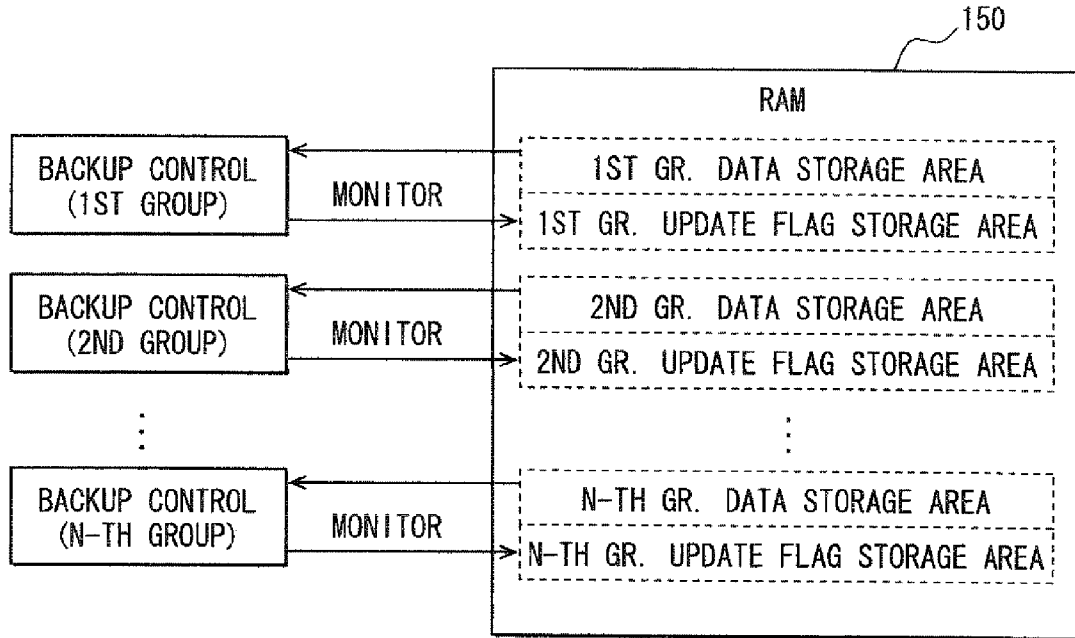 150
RAM
BACKUP CONTROL
(1ST GROUP)
MONITOR
1ST GR. DATA STORAGE AREA
1ST GR. UPDATE FLAG STORAGE AREA
BACKUP CONTROL
(2ND GROUP)
MONITOR
2ND GR. DATA STORAGE AREA
2ND GR. UPDATE FLAG STORAGE AREA
BACKUP CONTROL
(N-TH GROUP)
MONITOR
N-TH GR. DATA STORAGE AREA
N-TH GR. UPDATE FLAG STORAGE AREA